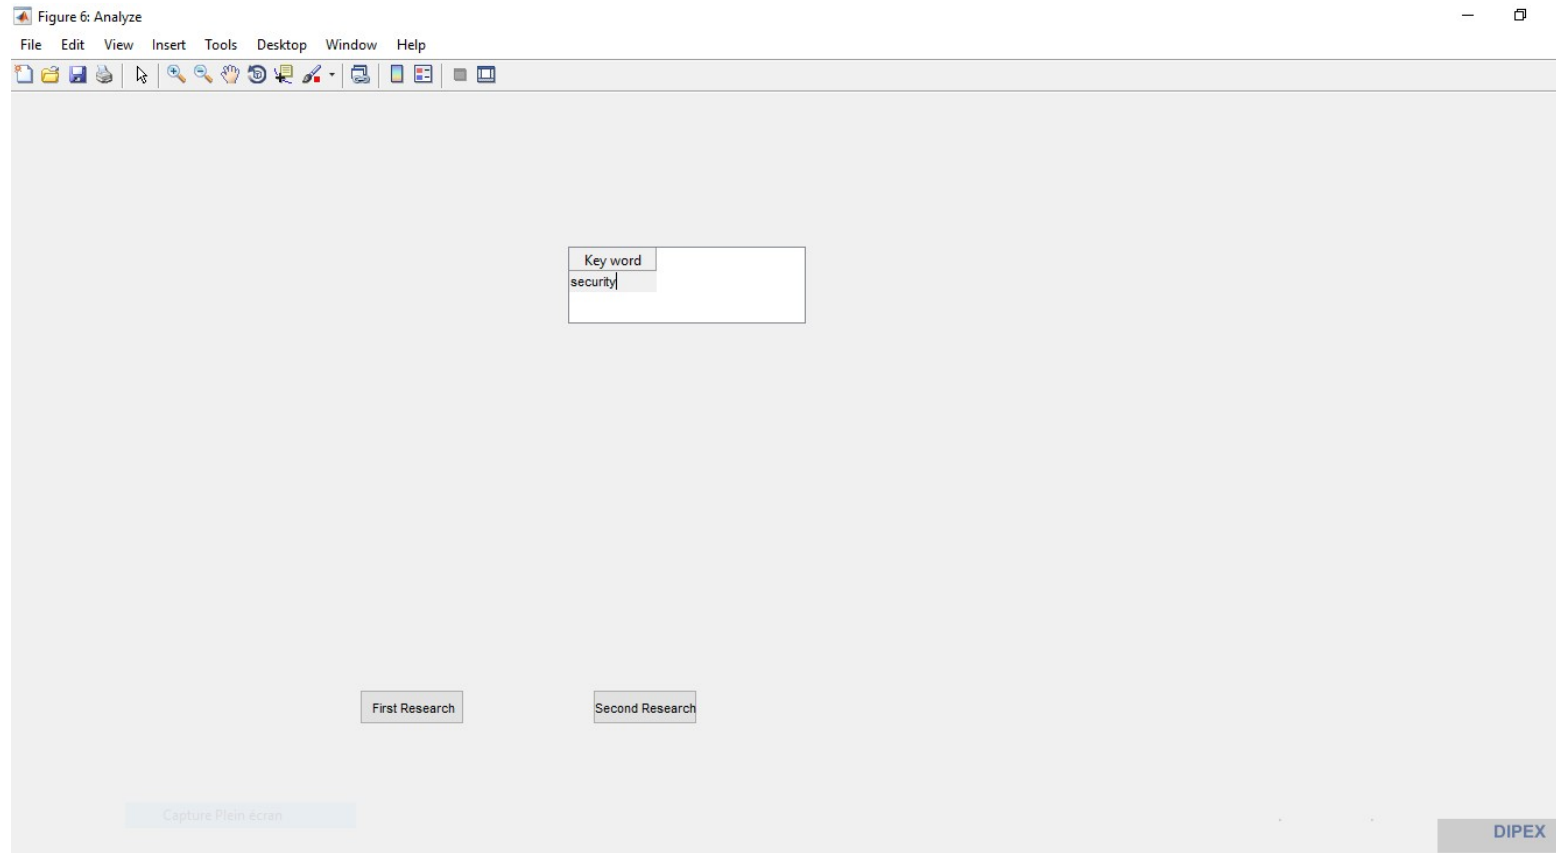 Figure 6: Analyze
File Edit View Insert Tools Desktop Window Help
Key word
security
First Research
Second Research
Capture Plein écran
DIPEX